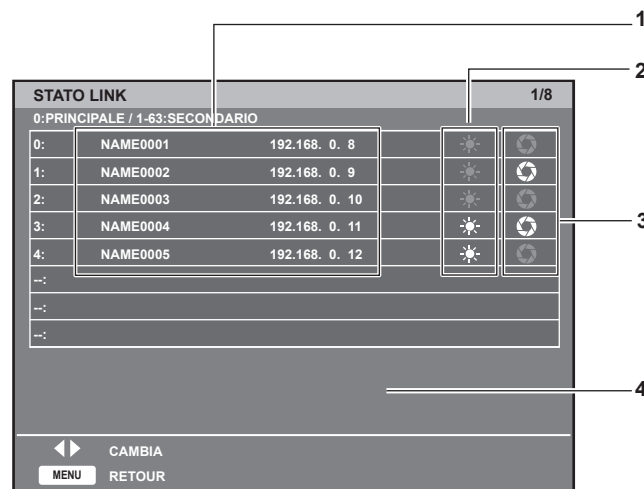 1
2
STATO LINK 1/8
0:PRINCIPALE / 1-63:SECONDARIO
0: NAME0001 192.168. 0. 8
1: NAME0002 192.168. 0. 9
2: NAME0003 192.168. 0. 10
3: NAME0004 192.168. 0. 11
3
4: NAME0005 192.168. 0. 12
--:
--:
--:
4
CAMBIA
MENU RETOUR